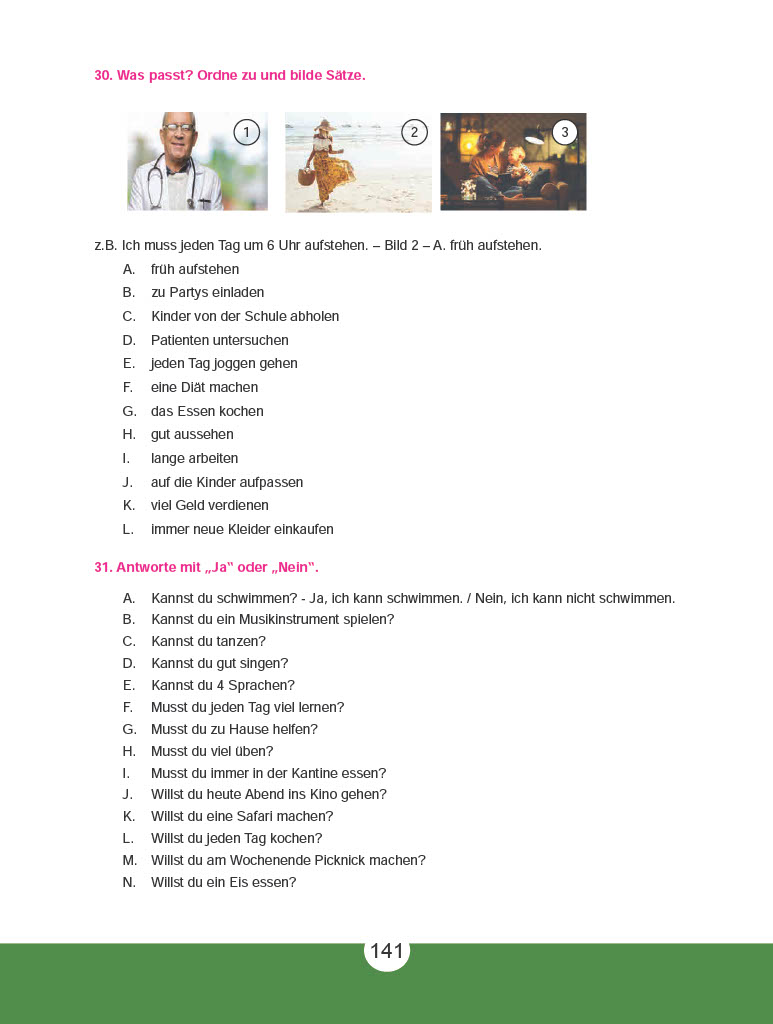 30. Was passt? Ordne zu und bilde Sätze.
1
2
3
z.B. Ich muss jeden Tag um 6 Uhr aufstehen. – Bild 2 – A. früh aufstehen.
A. früh aufstehen
B. zu Partys einladen
C. Kinder von der Schule abholen
D. Patienten untersuchen
E. jeden Tag joggen gehen
F. eine Diät machen
G. das Essen kochen
H. gut aussehen
I. lange arbeiten
J. auf die Kinder aufpassen
K. viel Geld verdienen
L. immer neue Kleider einkaufen
31. Antworte mit „Ja‟ oder „Nein‟.
A. Kannst du schwimmen? - Ja, ich kann schwimmen. / Nein, ich kann nicht schwimmen.
B. Kannst du ein Musikinstrument spielen?
C. Kannst du tanzen?
D. Kannst du gut singen?
E. Kannst du 4 Sprachen?
F. Musst du jeden Tag viel lernen?
G. Musst du zu Hause helfen?
H. Musst du viel üben?
I. Musst du immer in der Kantine essen?
J. Willst du heute Abend ins Kino gehen?
K. Willst du eine Safari machen?
L. Willst du jeden Tag kochen?
M. Willst du am Wochenende Picknick machen?
N. Willst du ein Eis essen?
141